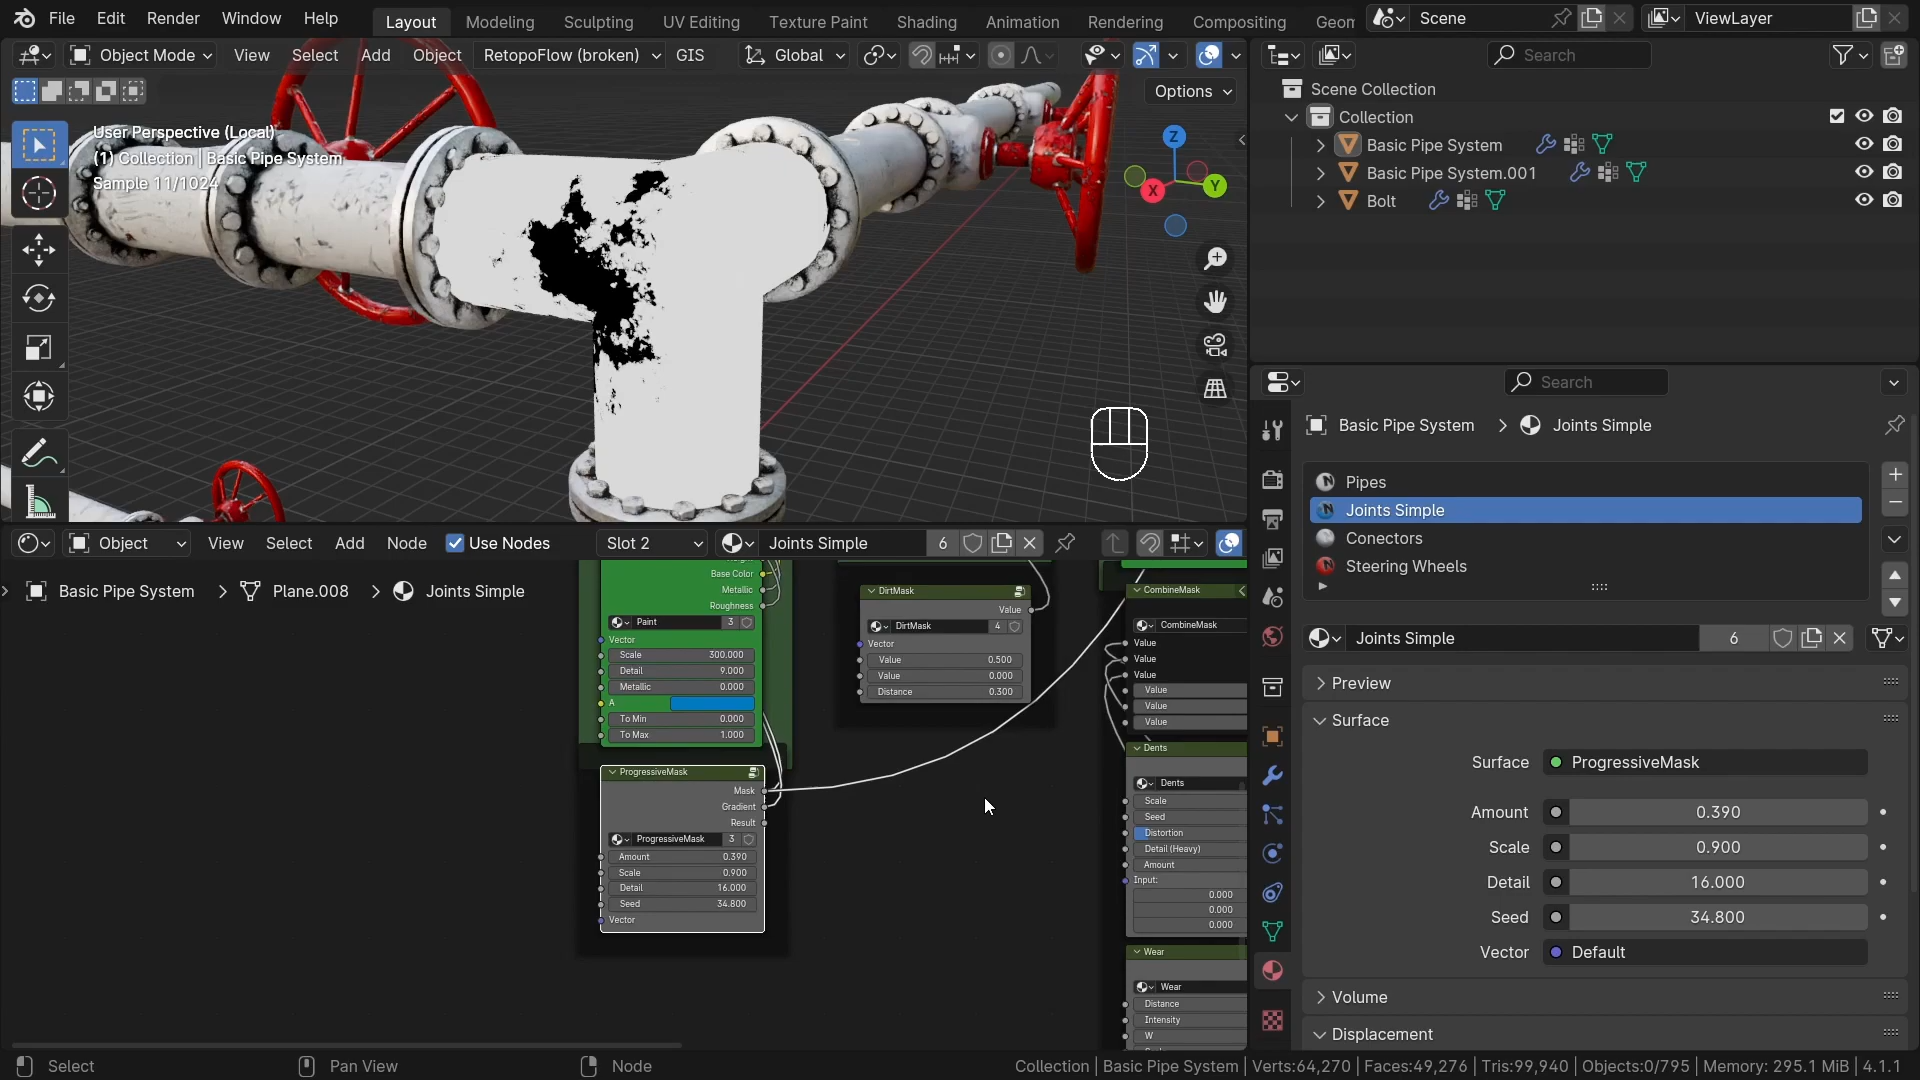 File Edit Render Window Help
Layout Modeling Sculpting UV Editing Texture Paint Shading Animation Rendering Compositing Geom
Scene
ViewLayer
Object Mode View Select Add Object RetopoFlow (broken) GIS Global
Options
User Perspective (Local)
(1) Collection | Basic Pipe System
Sample 11/1024
Z
Y
X
Search
Scene Collection
Collection
Basic Pipe System
Basic Pipe System.001
Bolt
Search
Basic Pipe System > Joints Simple
Pipes
Joints Simple
Conectors
Steering Wheels
Joints Simple 6
Preview
Surface
Surface ProgressiveMask
Amount 0.390
Scale 0.900
Detail 16.000
Seed 34.800
Vector Default
Volume
Displacement
Object View Select Add Node Use Nodes Slot 2 Joints Simple 6
Basic Pipe System > Plane.008 > Joints Simple
Base Color
Metallic
Roughness
Paint 3
Vector
Scale 300.000
Detail 9.000
Metallic 0.000
A
To Min 0.000
To Max 1.000
ProgressiveMask
Mask
Gradient
Result
ProgressiveMask 3
Amount 0.390
Scale 0.900
Detail 16.000
Seed 34.800
Vector
DirtMask
Value
DirtMask 4
Vector
Value 0.500
Value 0.000
Distance 0.300
CombineMask
CombineMask
Value
Value
Value
Value
Value
Value
Dents
Dents
Scale
Seed
Distortion
Detail (Heavy)
Amount
Input:
0.000
0.000
0.000
Wear
Wear
Distance
Intensity
W
Select Pan View Node
Collection | Basic Pipe System | Verts:64,270 | Faces:49,276 | Tris:99,940 | Objects:0/795 | Memory: 295.1 MiB | 4.1.1